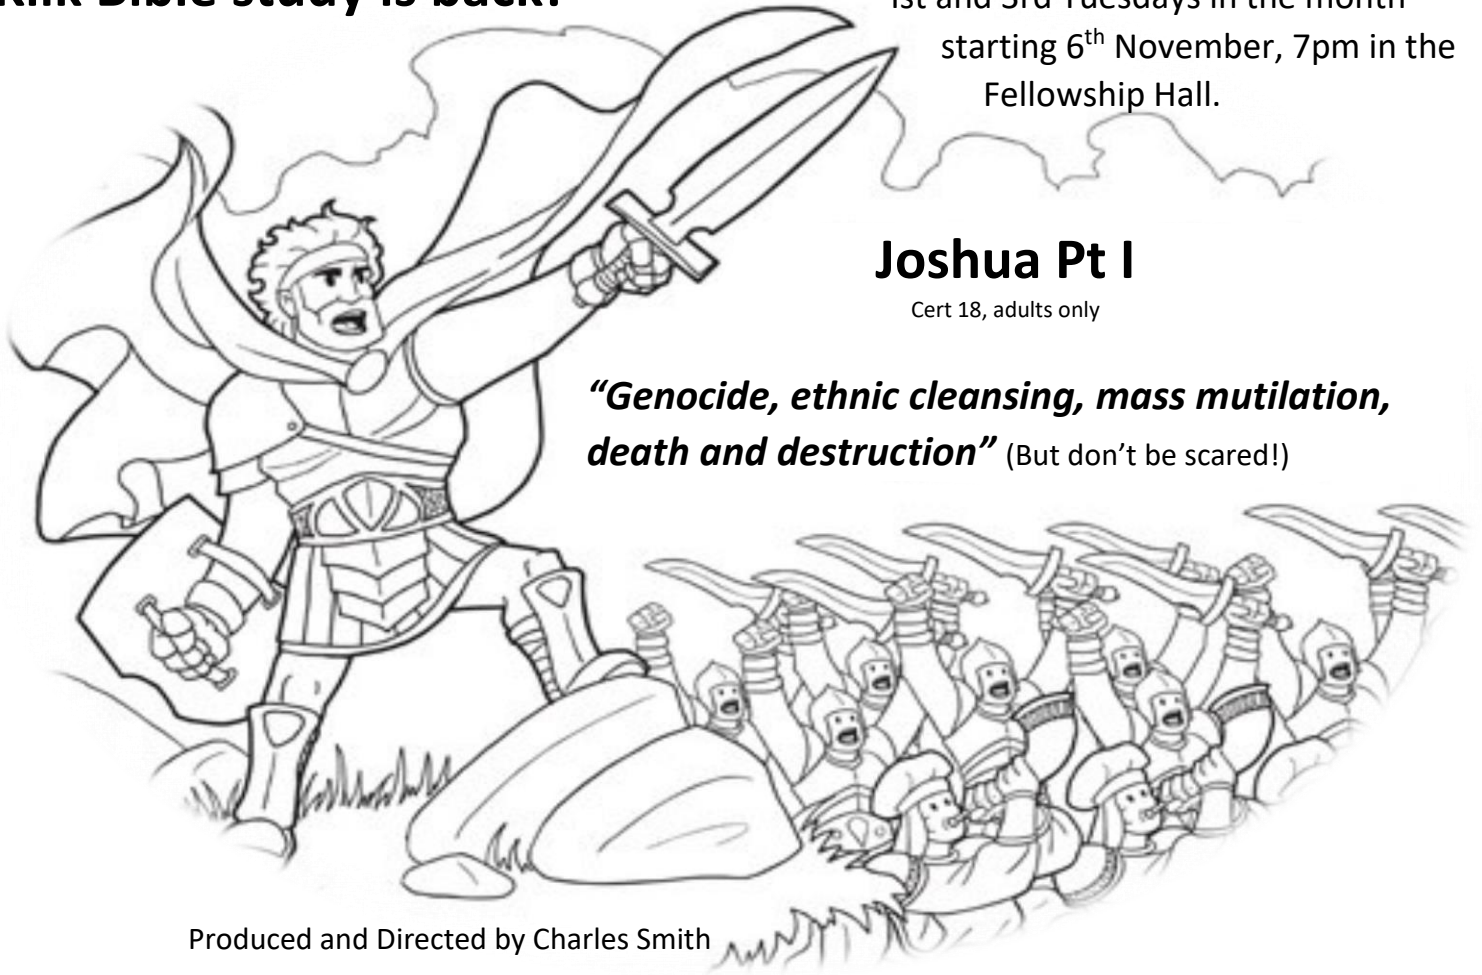 Kirk Bible study is back!
1st and 3rd Tuesdays in the month
starting 6th November, 7pm in the
Fellowship Hall.
Joshua Pt I
Cert 18, adults only
“Genocide, ethnic cleansing, mass mutilation,
death and destruction” (But don’t be scared!)
Produced and Directed by Charles Smith